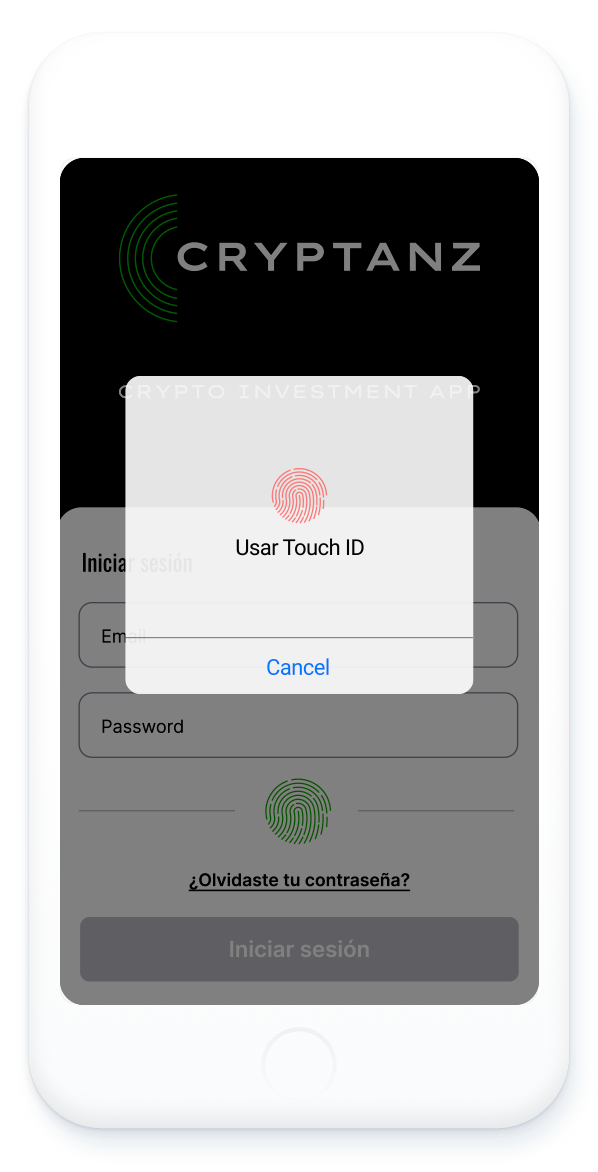 CRYPTANZ
CRYPTO INVESTMENT APP
Usar Touch ID
Iniciar sesión
Email
Cancel
Password
¿Olvidaste tu contraseña?
Iniciar sesión